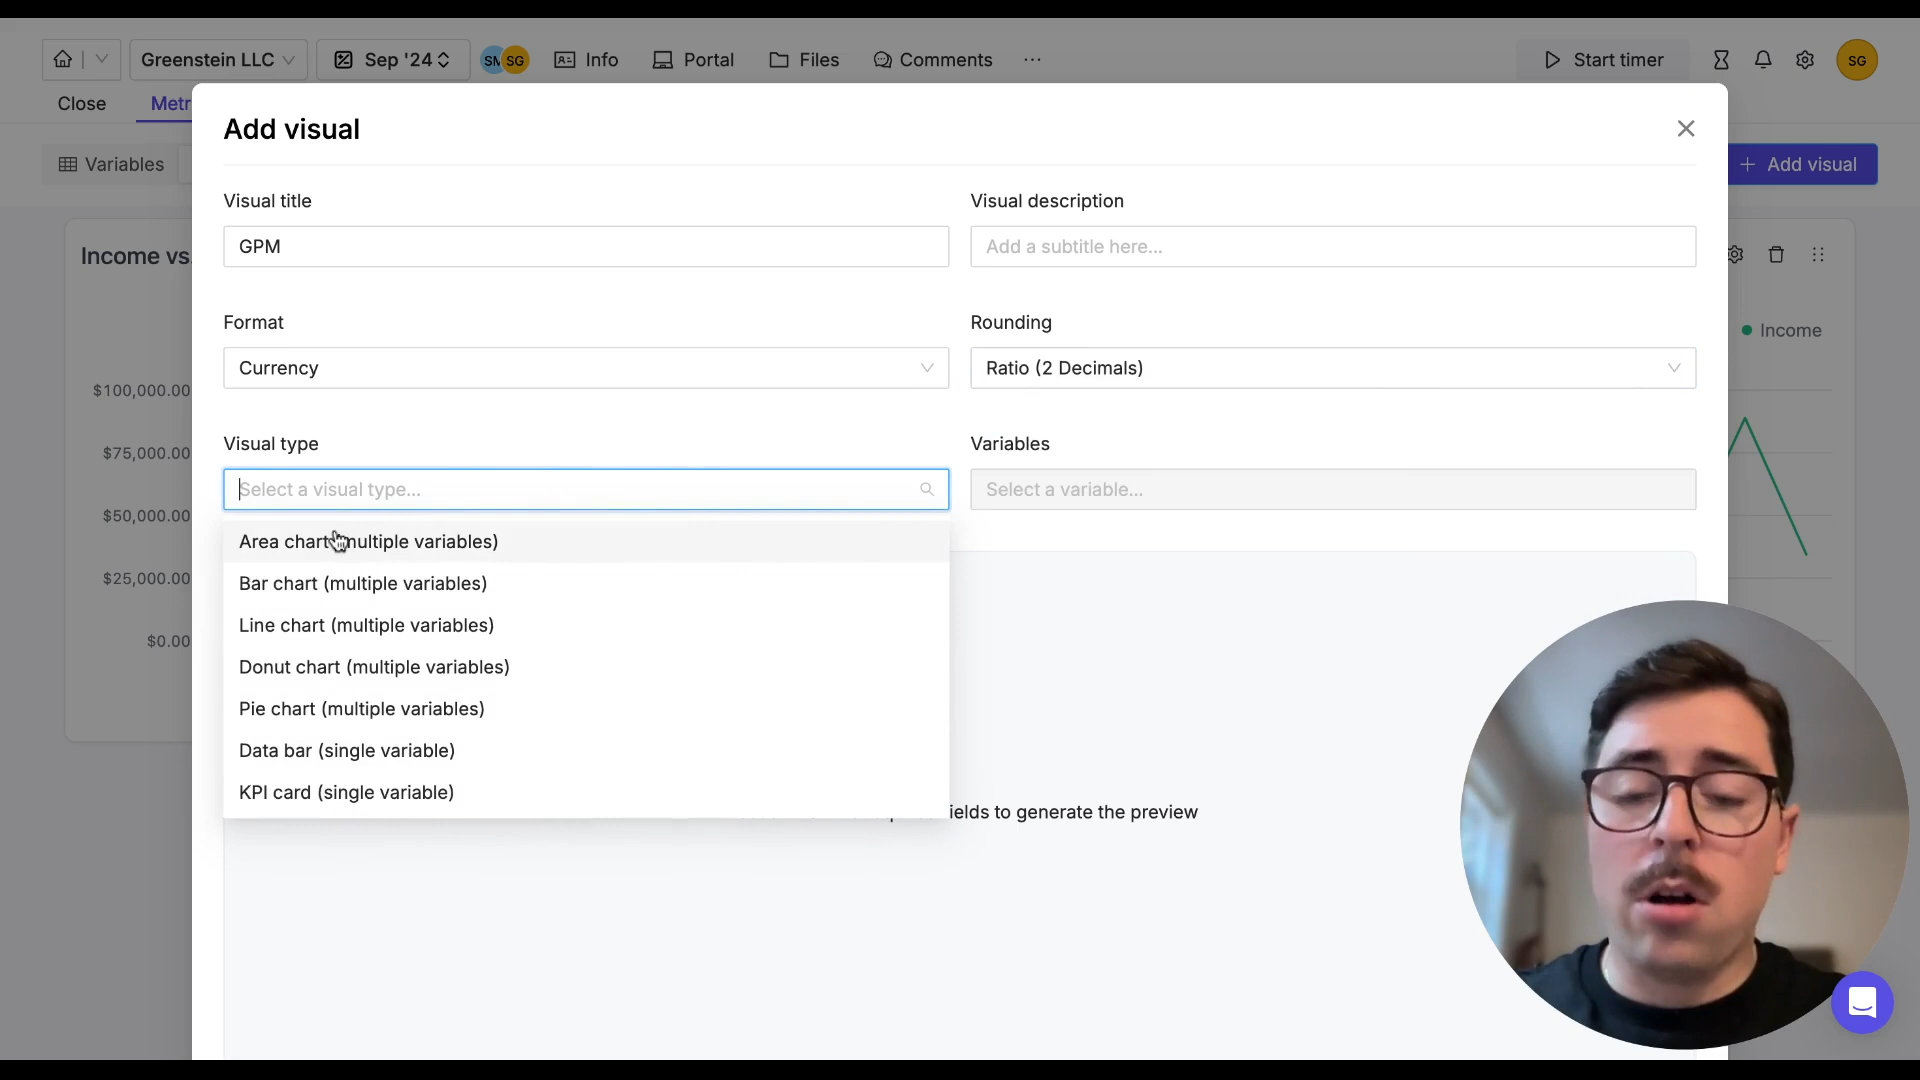 Greenstein LLC
Sep '24
SM
SG
Info
Portal
Files
Comments
Start timer
SG
Close
Metr
Add visual
Variables
Add visual
Visual title
Visual description
GPM
Add a subtitle here...
Income vs.
Format
Rounding
Income
Currency
Ratio (2 Decimals)
$100,000.00
$75,000.00
$50,000.00
$25,000.00
$0.00
Visual type
Variables
Select a visual type...
Select a variable...
Area chart (multiple variables)
Bar chart (multiple variables)
Line chart (multiple variables)
Donut chart (multiple variables)
Pie chart (multiple variables)
Data bar (single variable)
KPI card (single variable)
to generate the preview